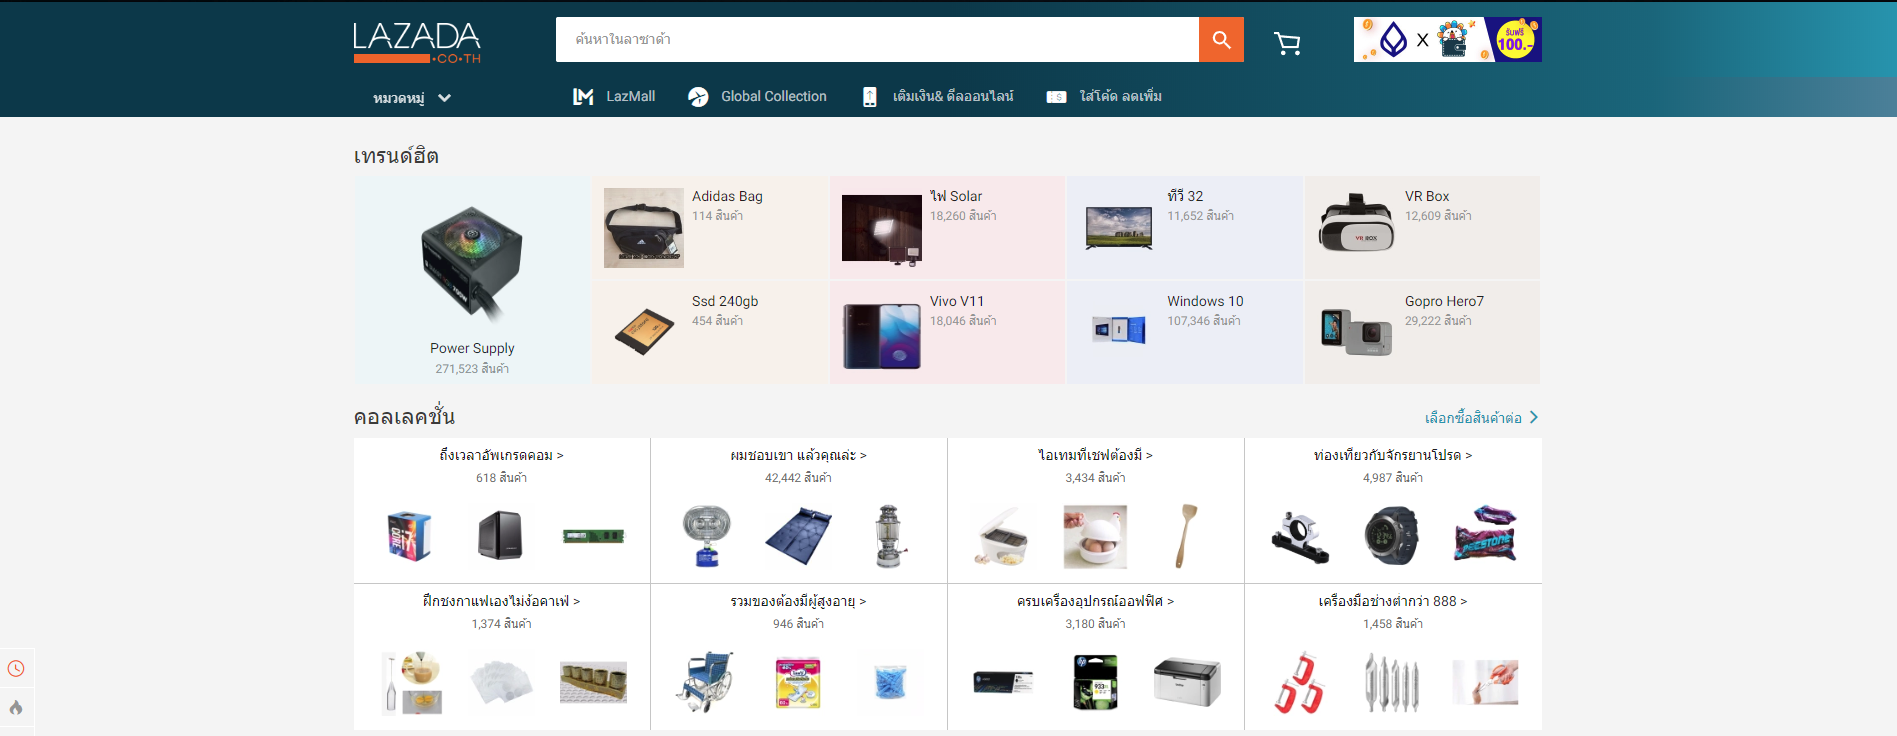 LAZADA
.CO.TH
ค้นหาในลาซาด้า
X
รับฟรี
100.-
หมวดหมู่
LazMall
Global Collection
เติมเงิน& ดีลออนไลน์
ใส่โค้ด ลดเพิ่ม
เทรนด์ฮิต
Power Supply
271,523 สินค้า
Adidas Bag
114 สินค้า
ไฟ Solar
18,260 สินค้า
ทีวี 32
11,652 สินค้า
VR Box
12,609 สินค้า
VR BOX
Ssd 240gb
454 สินค้า
Vivo V11
18,046 สินค้า
Windows 10
107,346 สินค้า
Gopro Hero7
29,222 สินค้า
คอลเลคชั่น
เลือกซื้อสินค้าต่อ
ถึงเวลาอัพเกรดคอม >
618 สินค้า
ผมชอบเขา แล้วคุณล่ะ >
42,442 สินค้า
ไอเทมที่เชฟต้องมี >
3,434 สินค้า
ท่องเที่ยวกับจักรยานโปรด >
4,987 สินค้า
ฝึกชงกาแฟเองไม่ง้อคาเฟ่ >
1,374 สินค้า
รวมของต้องมีผู้สูงอายุ >
946 สินค้า
ครบเครื่องอุปกรณ์ออฟฟิศ >
3,180 สินค้า
เครื่องมือช่างต่ำกว่า 888 >
1,458 สินค้า